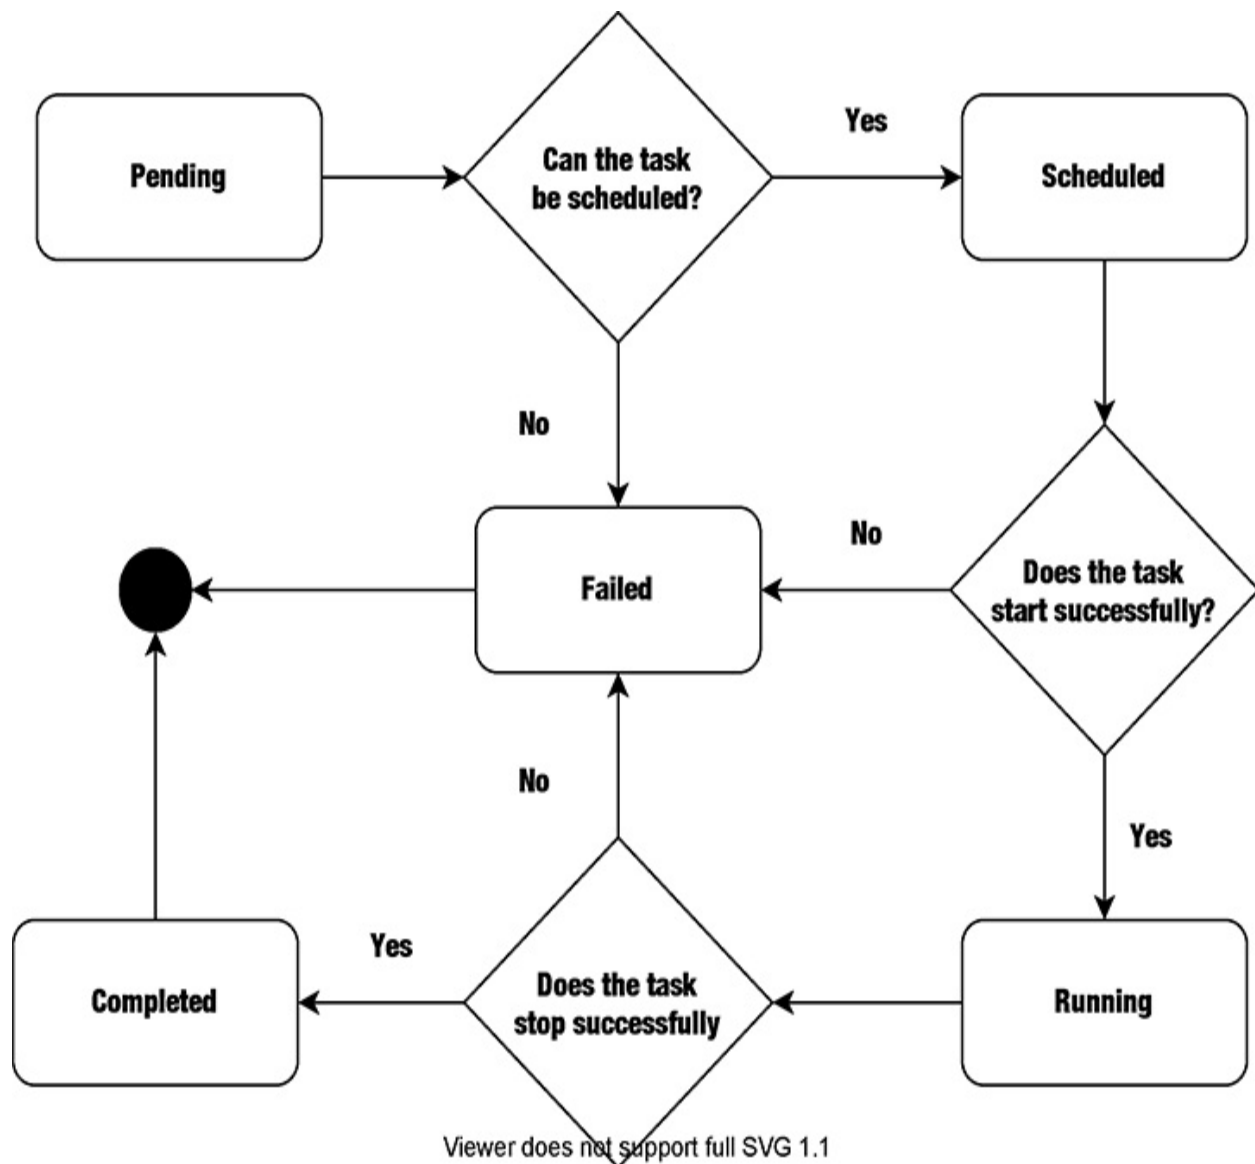 Yes
Can the task
be scheduled?
Pending
Scheduled
No
No
Failed
Does the task
start successfully?
No
Yes
Yes
Does the task
stop successfully
Completed
Running
Viewer does not support full SVG 1.1